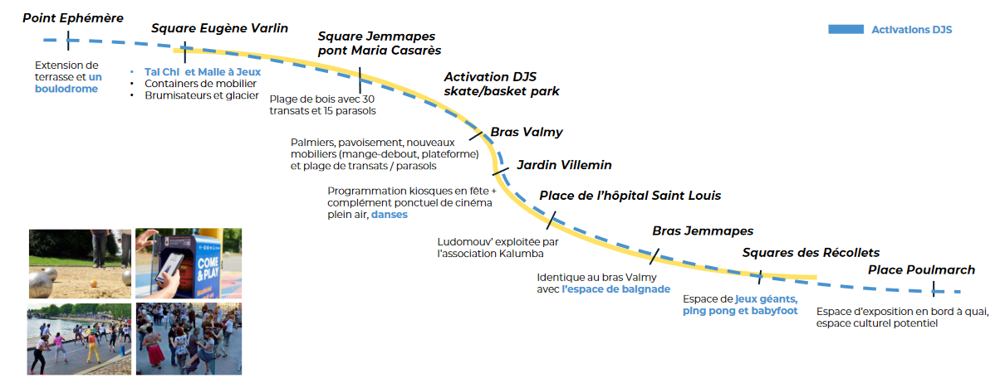 Point Ephémère
Square Eugène Varlin
Square Jemmapes
pont Maria Casarès
Activations DJS
Extension de
terrasse et un
boulodrome
• Tai Chi et Malle à Jeux
• Containers de mobilier
• Brumisateurs et glacier
Plage de bois avec 30
transats et 15 parasols
Activation DJS
skate/basket park
Bras Valmy
Palmiers, pavoisement, nouveaux
mobiliers (mange-debout, plateforme)
et plage de transats / parasols
Jardin Villemin
Programmation kiosques en fête +
complément ponctuel de cinéma
plein air, danses
Place de l’hôpital Saint Louis
Ludomouv’ exploitée par
l’association Kalumba
Bras Jemmapes
Identique au bras Valmy
avec l’espace de baignade
Squares des Récollets
Espace de jeux géants,
ping pong et babyfoot
Place Poulmarch
Espace d’exposition en bord à quai,
espace culturel potentiel
COME
& PLAY